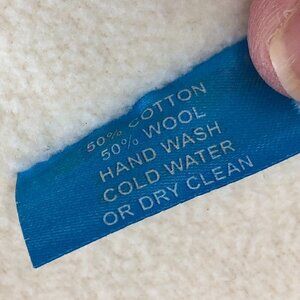 50% COTTON
50% WOOL
HAND WASH
COLD WATER
OR DRY CLEAN